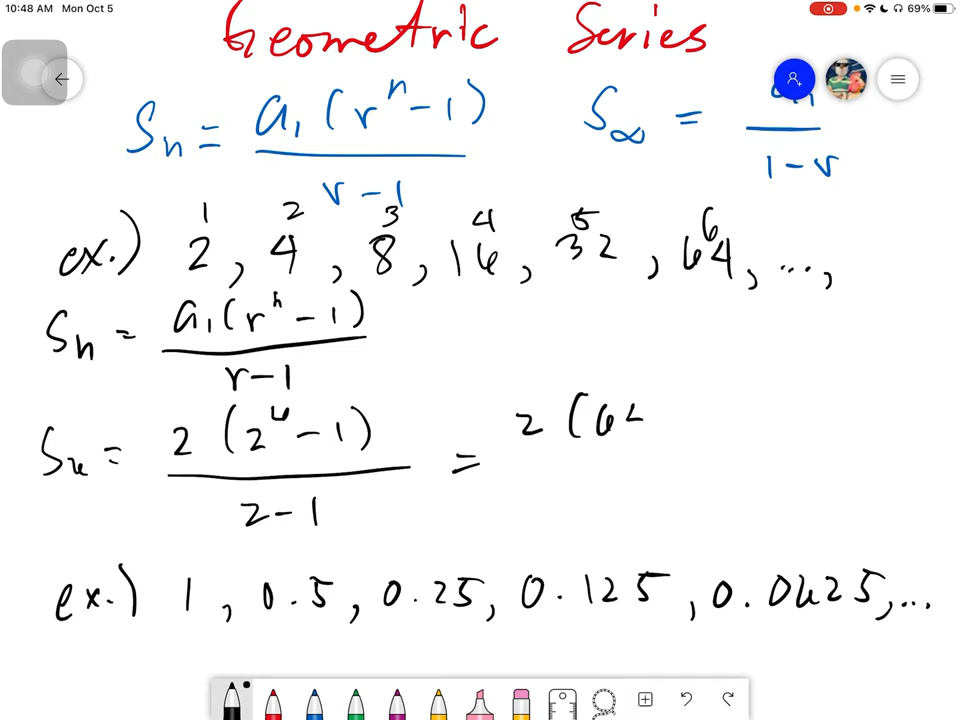 10:48 AM Mon Oct 5 69%
Geometric Series
Sn = a1 (r^n - 1) / r - 1 S∞ = a1 / 1 - r
1 2 3 4 5 6
ex.) 2, 4, 8, 16, 32, 64, ...,
Sn = a1 (r^n - 1) / r - 1
S6 = 2 (2^6 - 1) / 2 - 1 = 2 (64
ex.) 1, 0.5, 0.25, 0.125, 0.0625, ...